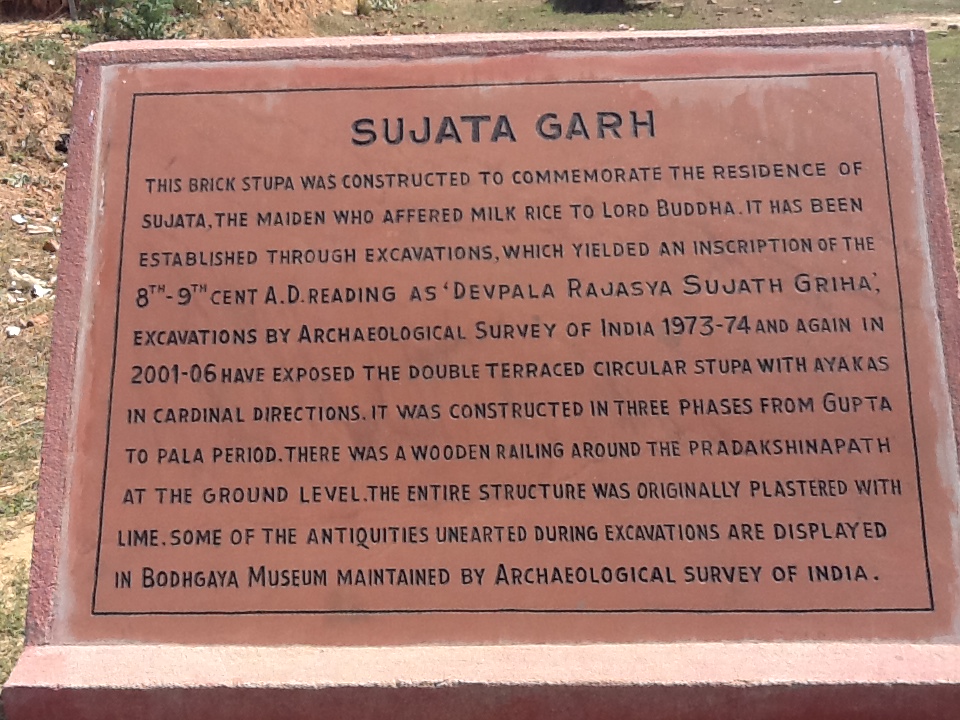 SUJATA GARH
THIS BRICK STUPA WAS CONSTRUCTED TO COMMEMORATE THE RESIDENCE OF
SUJATA, THE MAIDEN WHO AFFERED MILK RICE TO LORD BUDDHA. IT HAS BEEN
ESTABLISHED THROUGH EXCAVATIONS, WHICH YIELDED AN INSCRIPTION OF THE
8TH-9TH CENT A.D. READING AS 'DEVPALA RAJASYA SUJATH GRIHA',
EXCAVATIONS BY ARCHAEOLOGICAL SURVEY OF INDIA 1973-74 AND AGAIN IN
2001-06 HAVE EXPOSED THE DOUBLE TERRACED CIRCULAR STUPA WITH AYAKAS
IN CARDINAL DIRECTIONS. IT WAS CONSTRUCTED IN THREE PHASES FROM GUPTA
TO PALA PERIOD. THERE WAS A WOODEN RAILING AROUND THE PRADAKSHINAPATH
AT THE GROUND LEVEL. THE ENTIRE STRUCTURE WAS ORIGINALLY PLASTERED WITH
LIME. SOME OF THE ANTIQUITIES UNEARTED DURING EXCAVATIONS ARE DISPLAYED
IN BODHGAYA MUSEUM MAINTAINED BY ARCHAEOLOGICAL SURVEY OF INDIA.